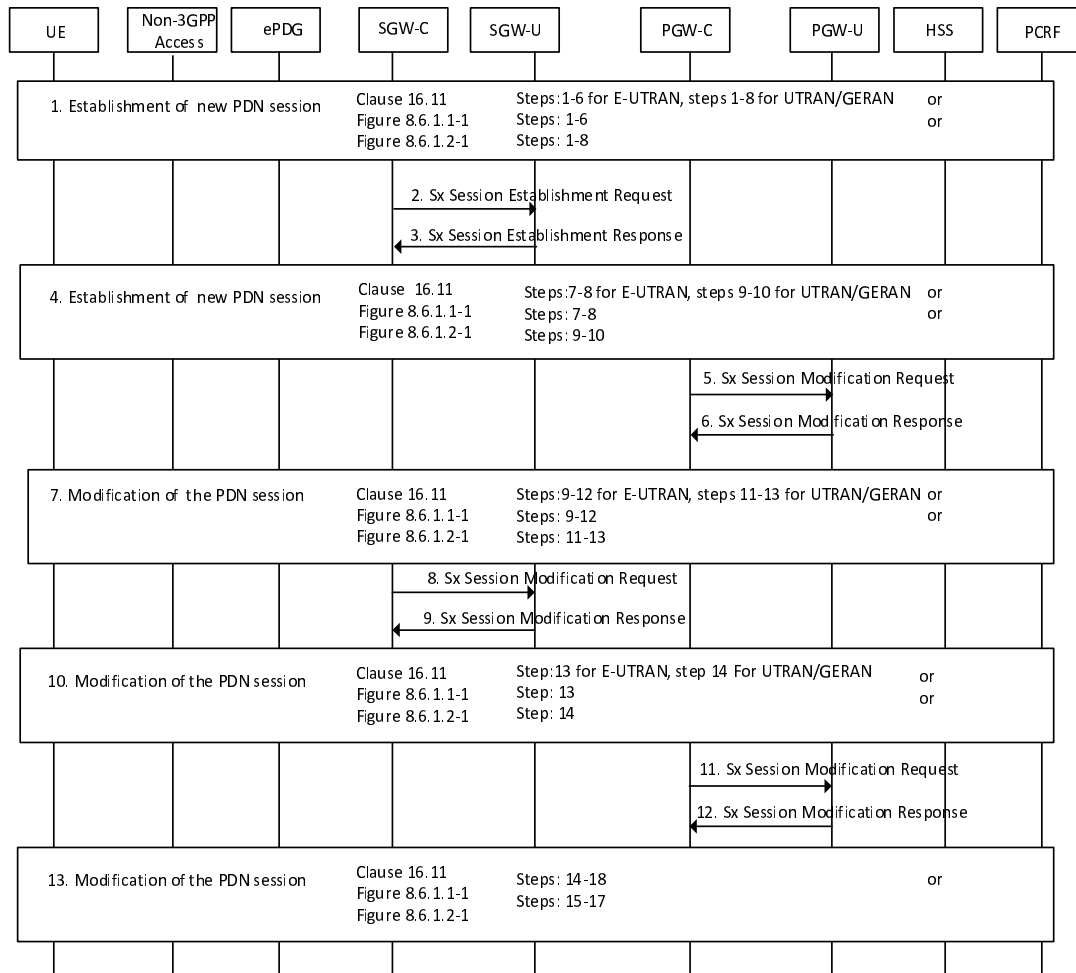 UE
Non-3GPP
Access
ePDG
SGW-C
SGW-U
PGW-C
PGW-U
HSS
PCRF
1. Establishment of new PDN session
Clause 16.11 Steps:1-6 for E-UTRAN, steps 1-8 for UTRAN/GERAN or
Figure 8.6.1.1-1 Steps: 1-6 or
Figure 8.6.1.2-1 Steps: 1-8
2. Sx Session Establishment Request
3. Sx Session Establishment Response
4. Establishment of new PDN session
Clause 16.11 Steps:7-8 for E-UTRAN, steps 9-10 for UTRAN/GERAN or
Figure 8.6.1.1-1 Steps: 7-8 or
Figure 8.6.1.2-1 Steps: 9-10
5. Sx Session Modification Request
6. Sx Session Modification Response
7. Modification of the PDN session
Clause 16.11 Steps:9-12 for E-UTRAN, steps 11-13 for UTRAN/GERAN or
Figure 8.6.1.1-1 Steps: 9-12 or
Figure 8.6.1.2-1 Steps: 11-13
8. Sx Session Modification Request
9. Sx Session Modification Response
10. Modification of the PDN session
Clause 16.11 Step:13 for E-UTRAN, step 14 For UTRAN/GERAN or
Figure 8.6.1.1-1 Step: 13 or
Figure 8.6.1.2-1 Step: 14
11. Sx Session Modification Request
12. Sx Session Modification Response
13. Modification of the PDN session
Clause 16.11 Steps: 14-18 or
Figure 8.6.1.1-1 Steps: 15-17
Figure 8.6.1.2-1